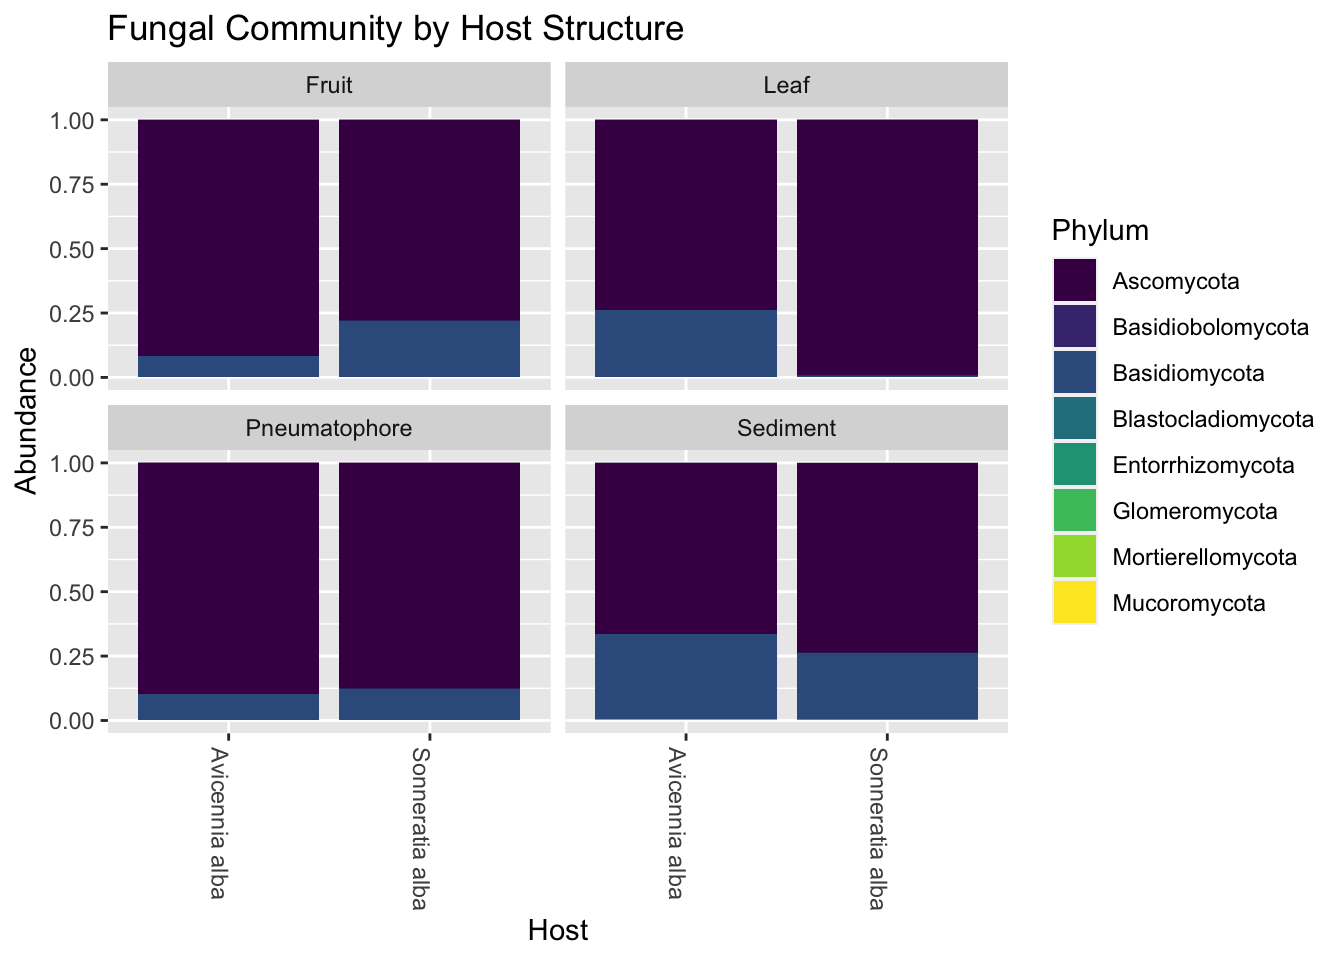 Fungal Community by Host Structure
Fruit
Leaf
1.00
0.75
0.50
0.25
0.00
Pneumatophore
Sediment
1.00
0.75
0.50
0.25
0.00
Abundance
Avicennia alba
Sonneratia alba
Avicennia alba
Sonneratia alba
Host
Phylum
Ascomycota
Basidiobolomycota
Basidiomycota
Blastocladiomycota
Entorrhizomycota
Glomeromycota
Mortierellomycota
Mucoromycota